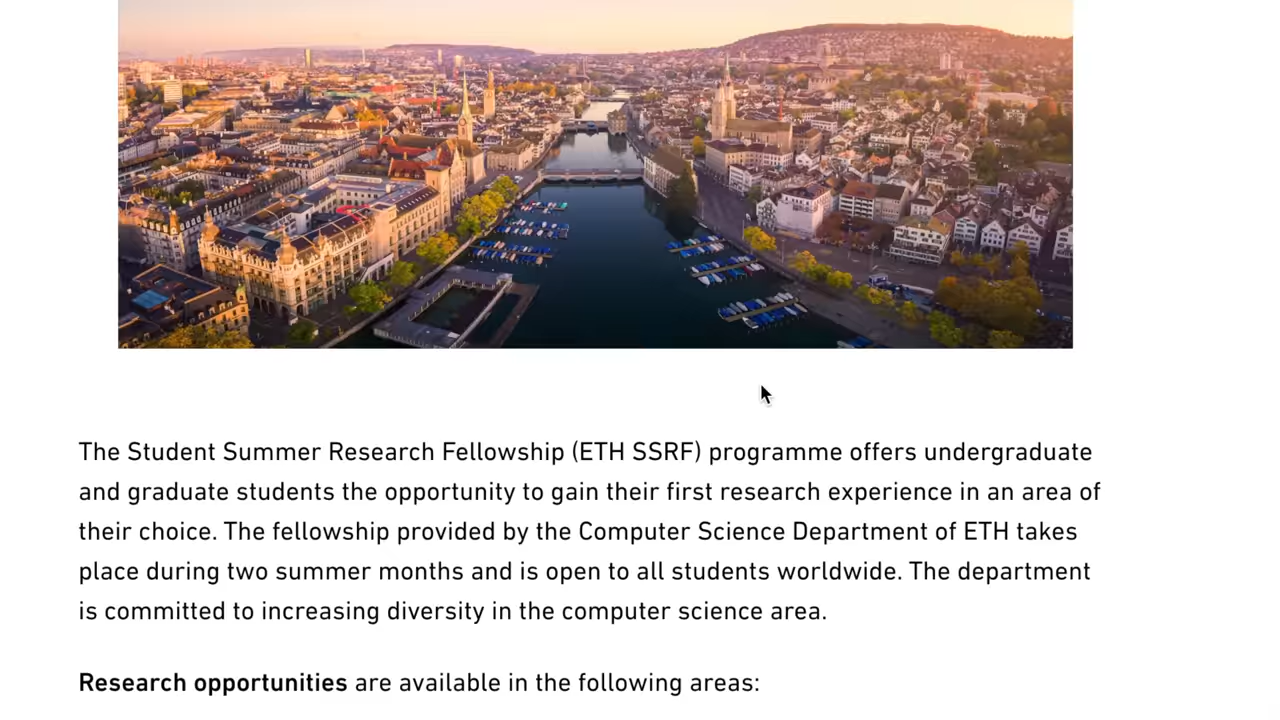 The Student Summer Research Fellowship (ETH SSRF) programme offers undergraduate
and graduate students the opportunity to gain their first research experience in an area of
their choice. The fellowship provided by the Computer Science Department of ETH takes
place during two summer months and is open to all students worldwide. The department
is committed to increasing diversity in the computer science area.
Research opportunities are available in the following areas: